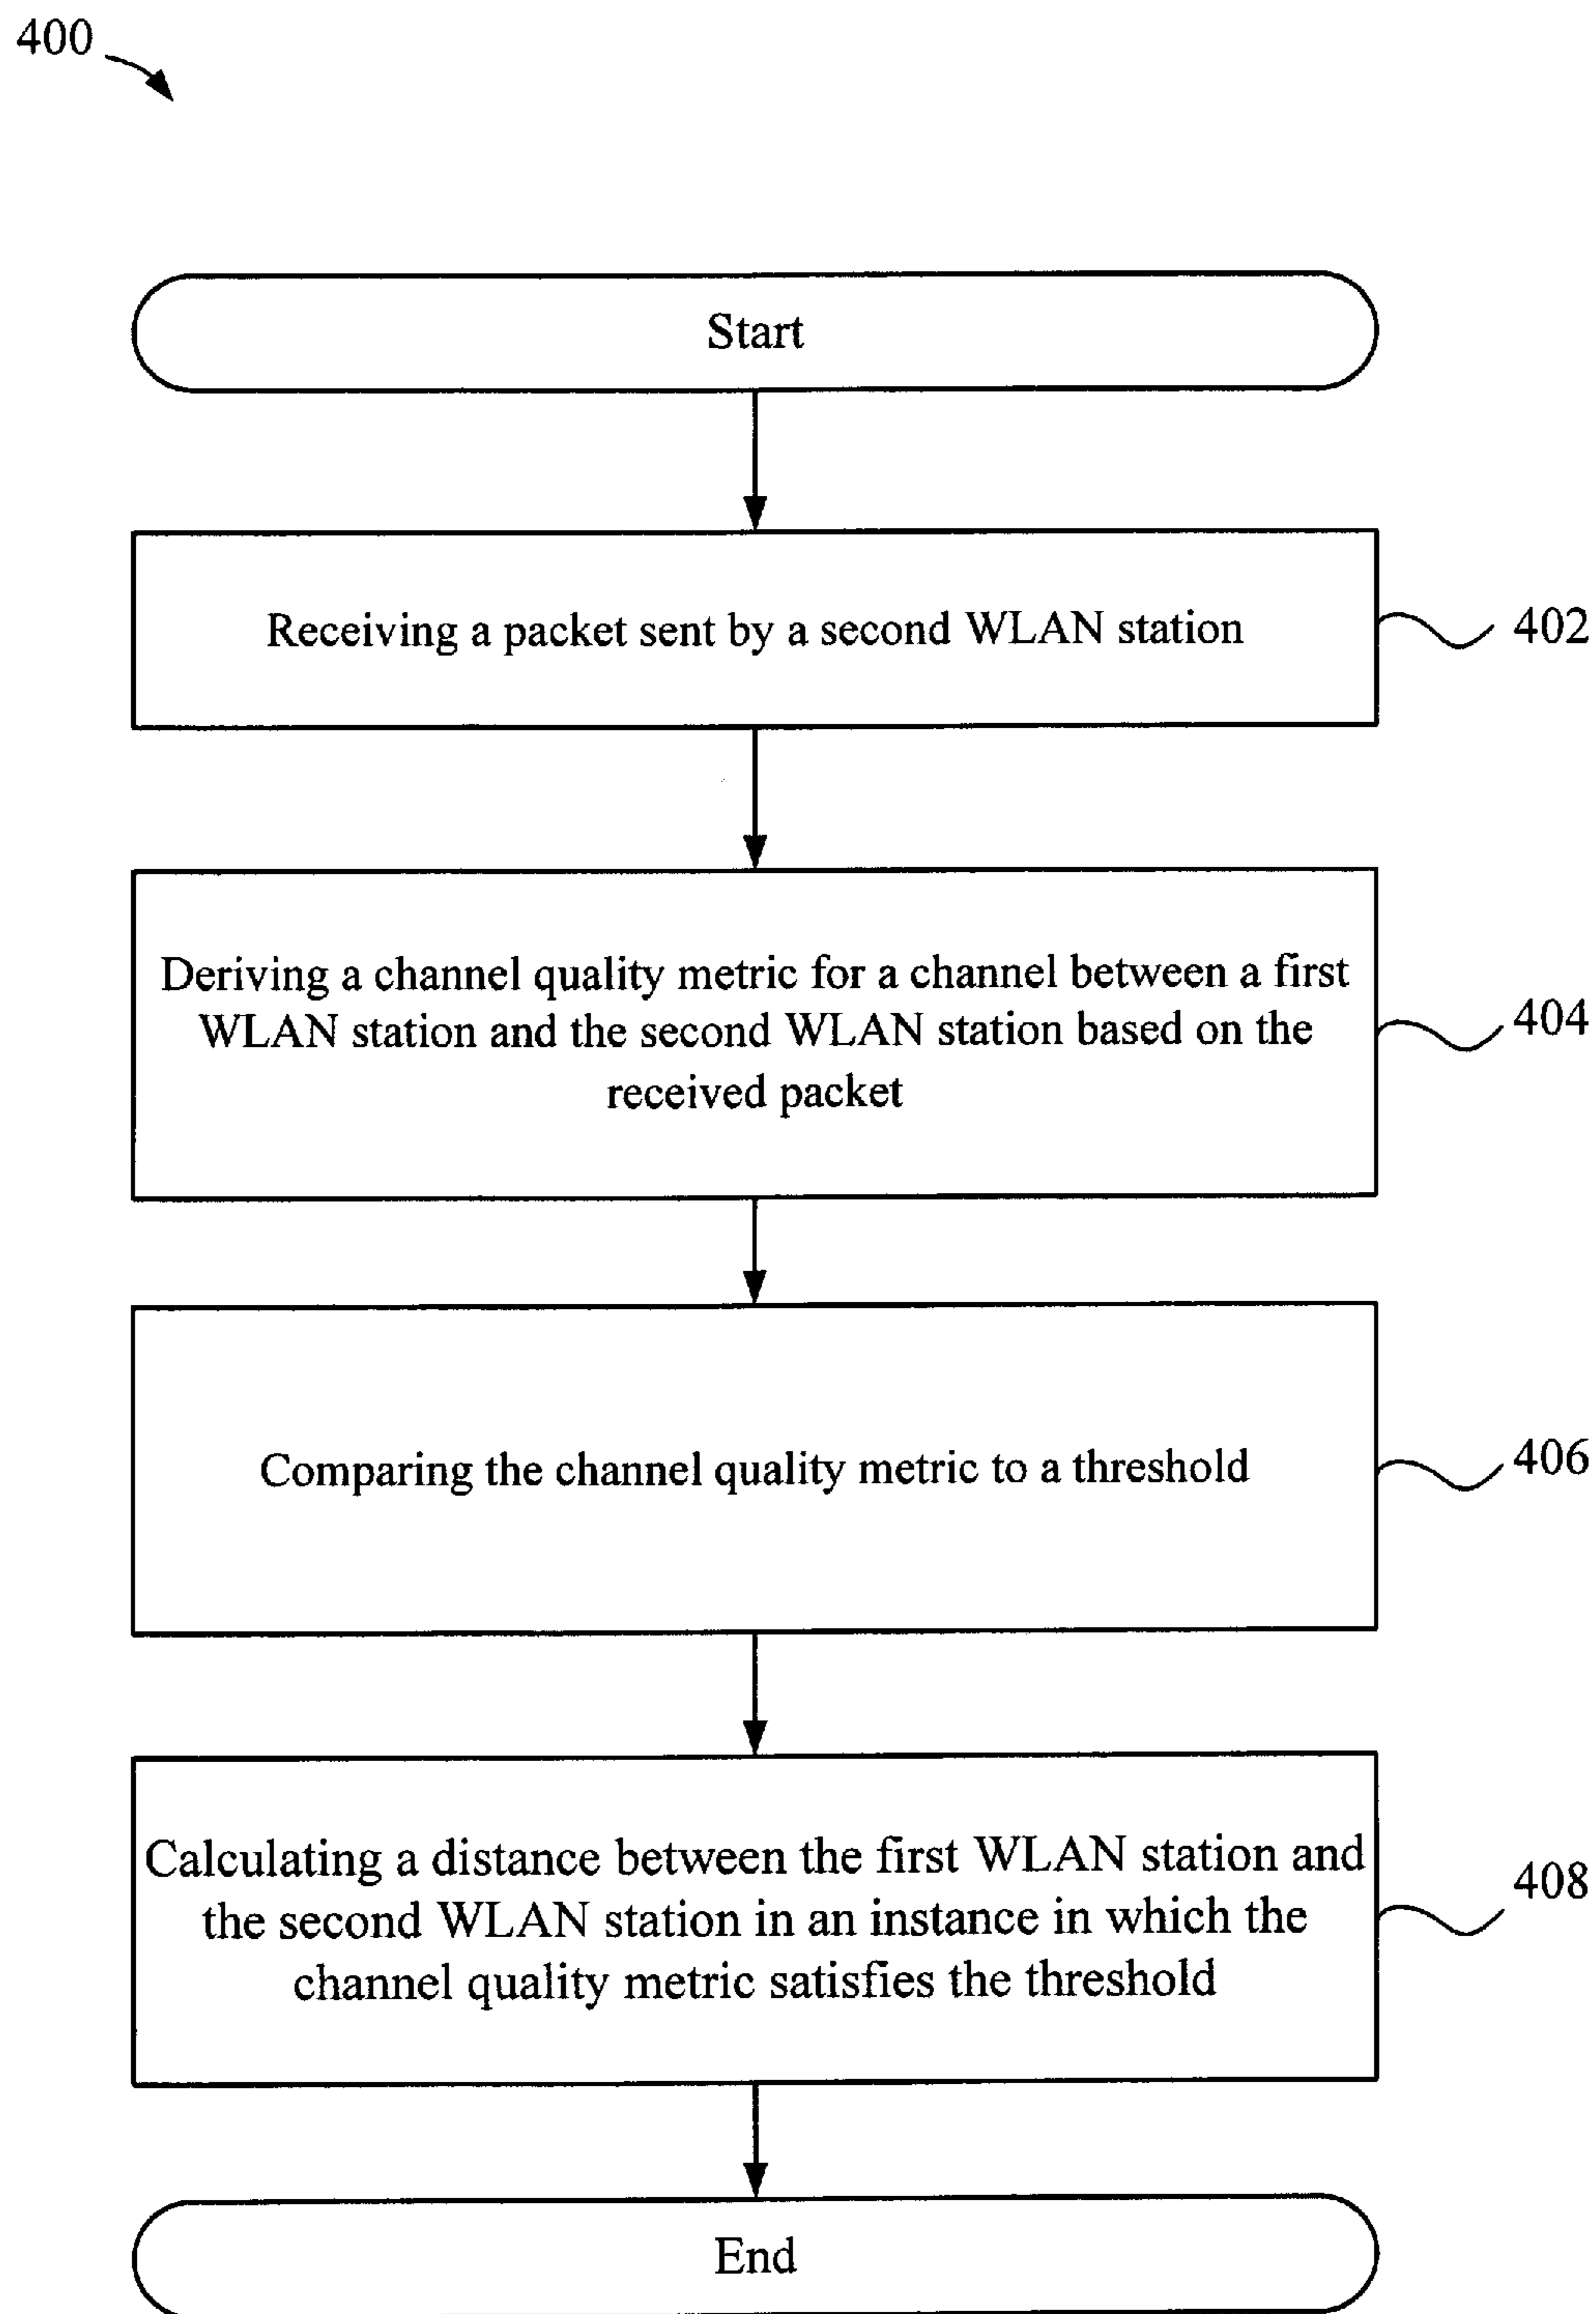 400
Start
Receiving a packet sent by a second WLAN station
402
Deriving a channel quality metric for a channel between a first
WLAN station and the second WLAN station based on the
received packet
404
Comparing the channel quality metric to a threshold
406
Calculating a distance between the first WLAN station and
the second WLAN station in an instance in which the
channel quality metric satisfies the threshold
408
End